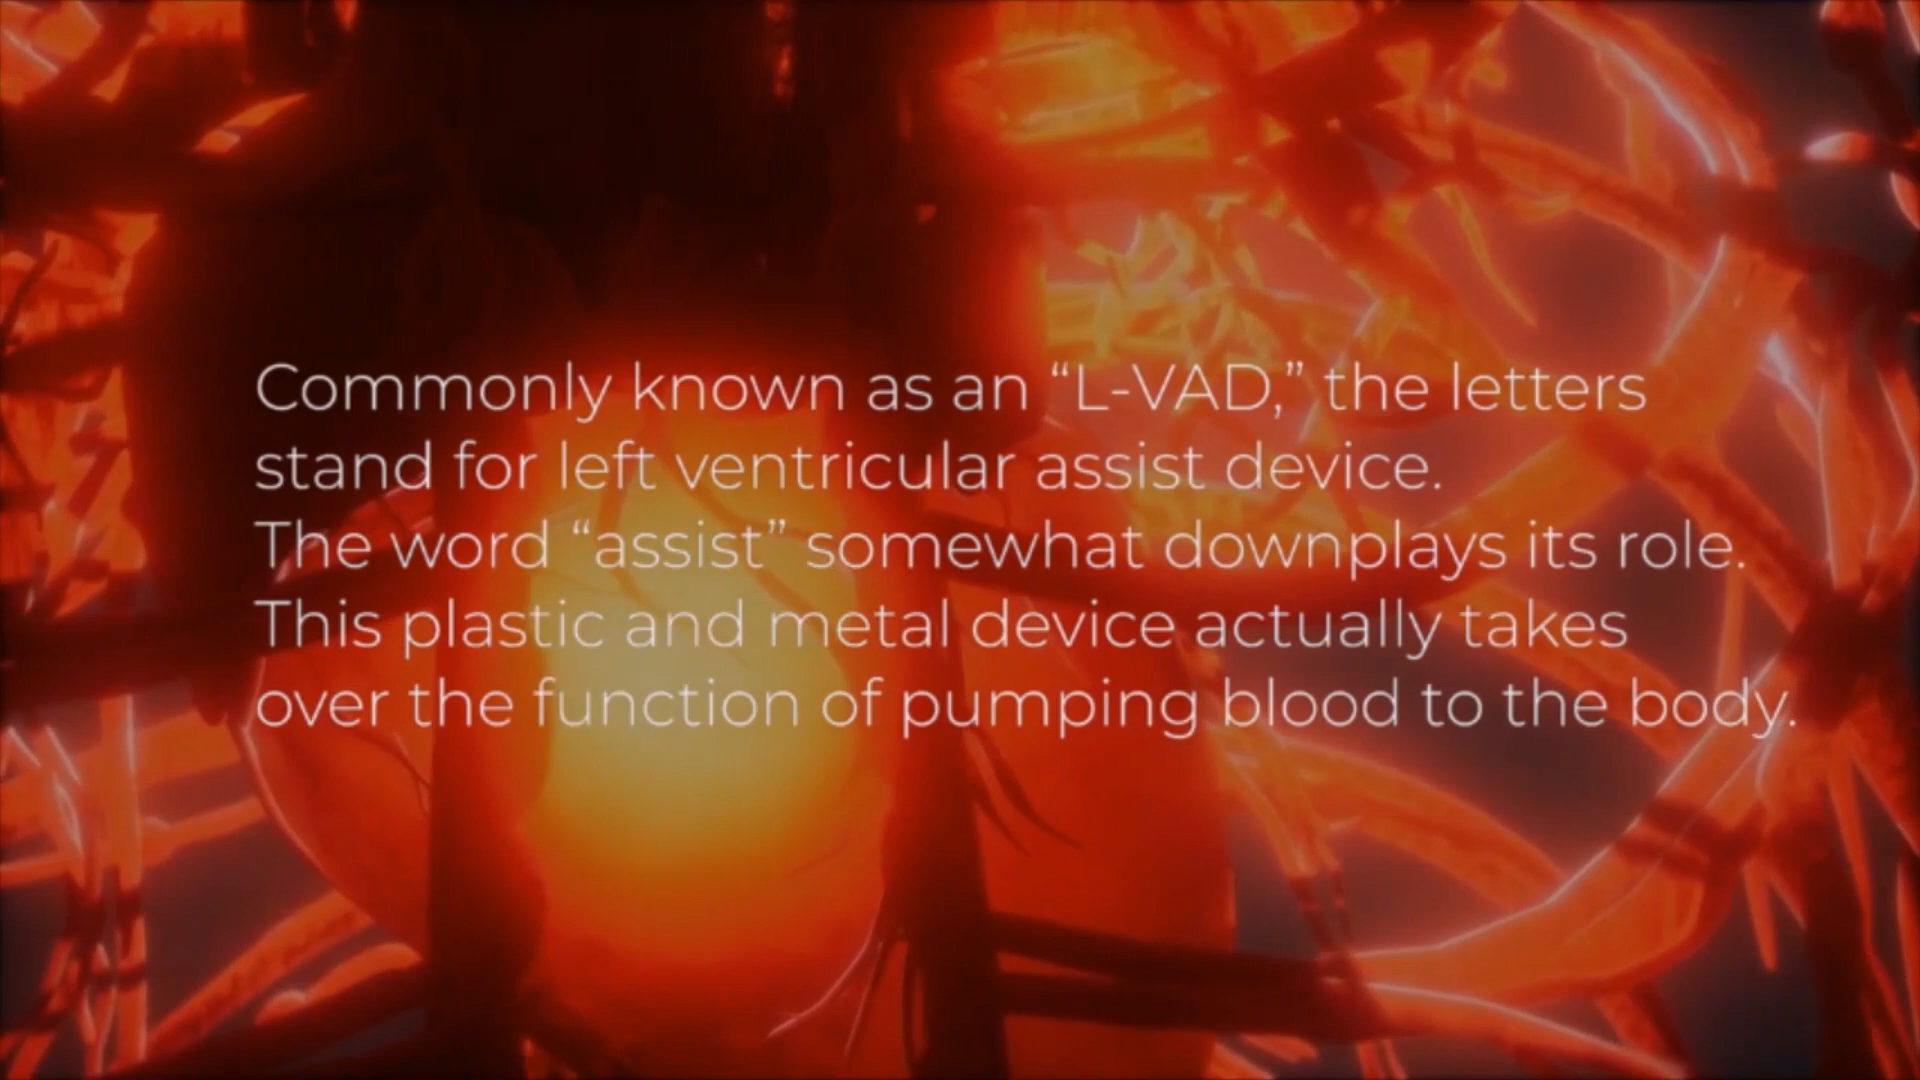 Commonly known as an “L-VAD,” the letters
stand for left ventricular assist device.
The word “assist” somewhat downplays its role.
This plastic and metal device actually takes
over the function of pumping blood to the body.